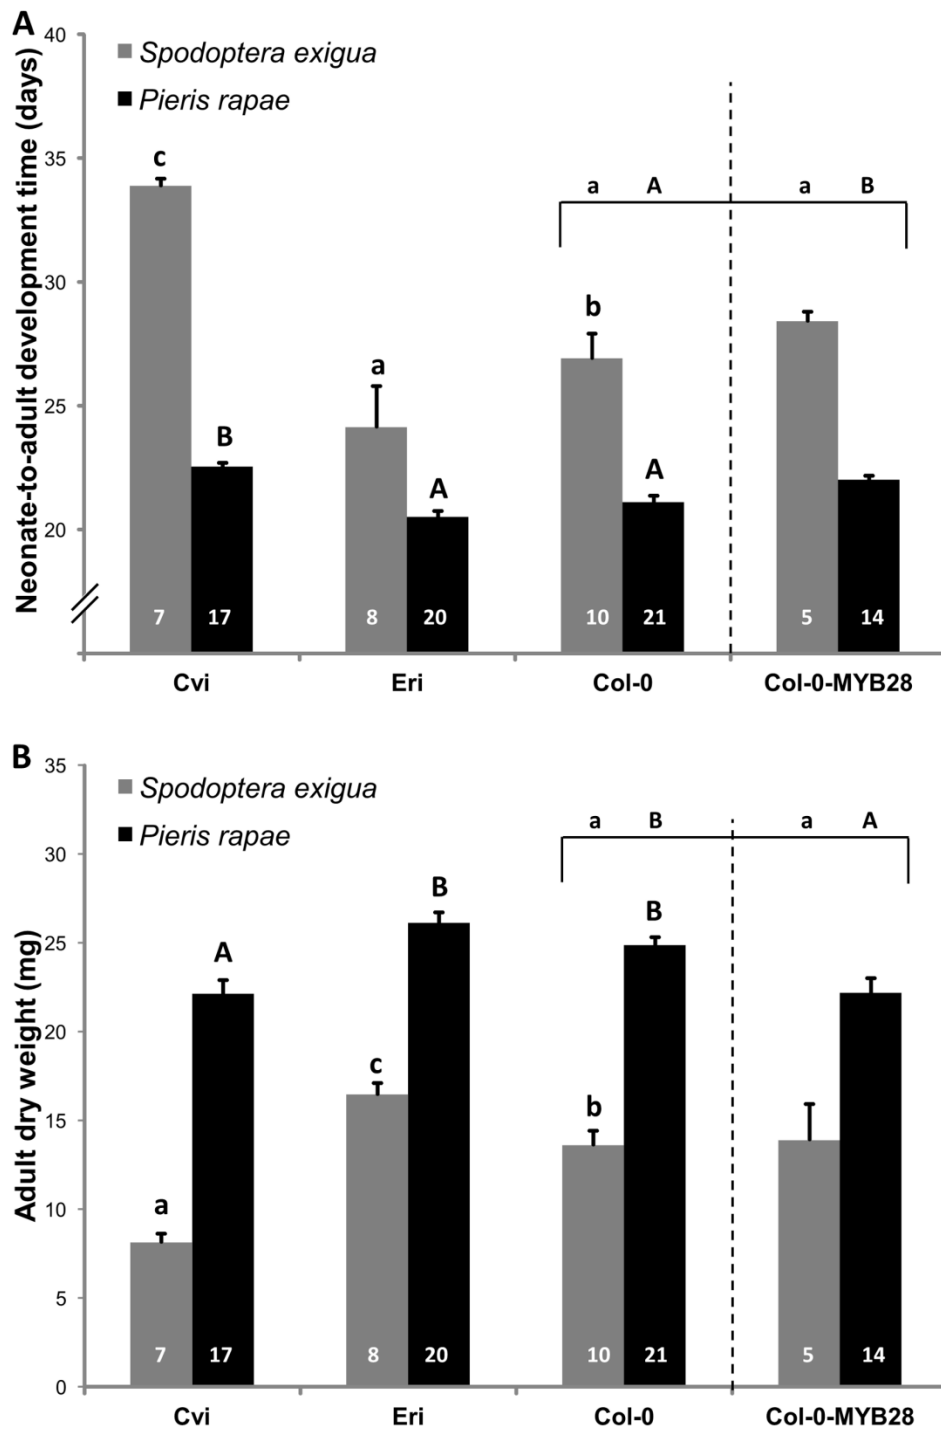 A
Neonate-to-adult development time (days)
40
35
30
25
20
Spodoptera exigua
Pieris rapae
c
B
a
A
b
A
a A a B
7 17 8 20 10 21 5 14
Cvi Eri Col-0 Col-0-MYB28
B
Adult dry weight (mg)
35
30
25
20
15
10
5
0
Spodoptera exigua
Pieris rapae
a
A
c
B
b
B
a B a A
7 17 8 20 10 21 5 14
Cvi Eri Col-0 Col-0-MYB28